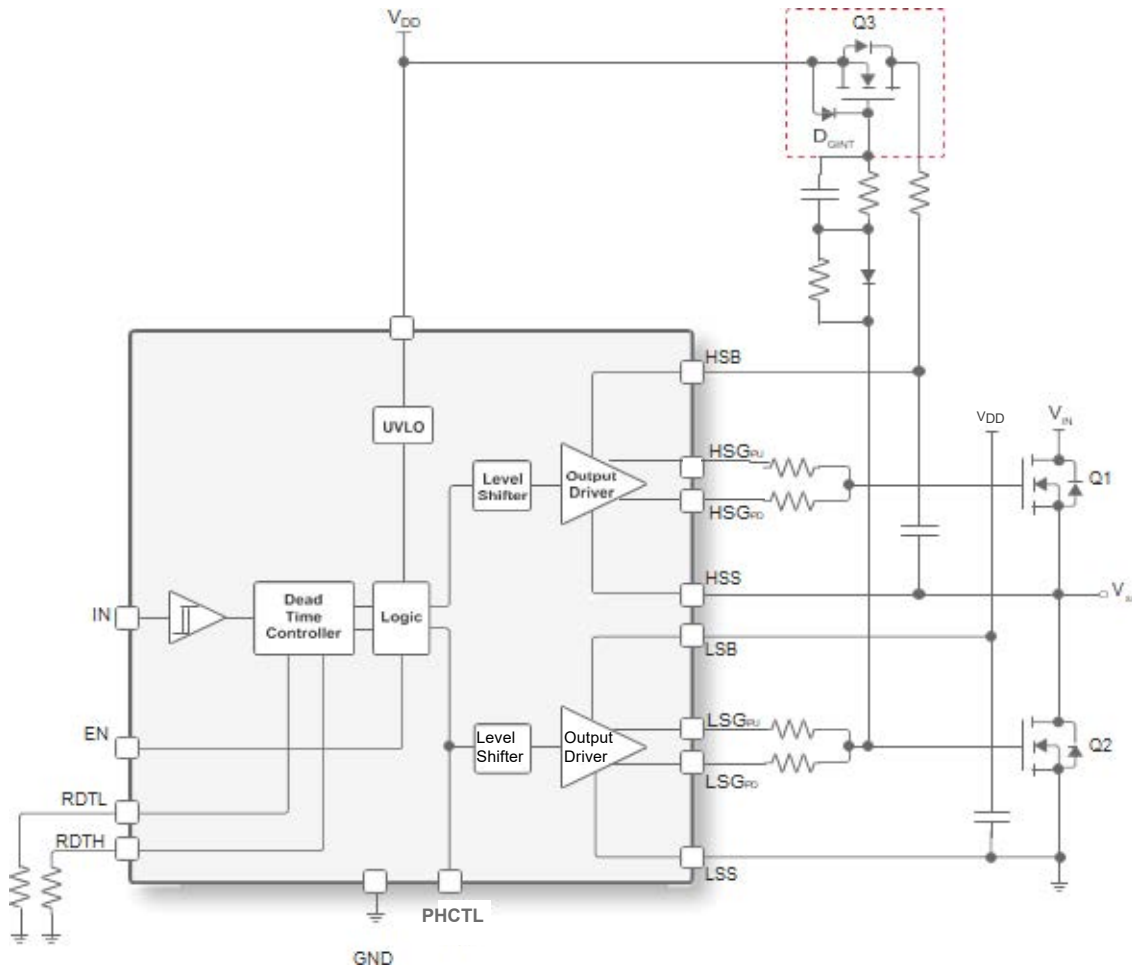 Q3
VDD
DGINT
HSB
UVLO
VDD
VIN
HSGPU
Level
Shifter
Output
Driver
Q1
HSGPD
HSS
IN
Dead
Time
Controller
Logic
LSB
EN
LSGPU
Level
Shifter
Output
Driver
Q2
LSGPD
RDTL
RDTH
LSS
PHCTL
GND